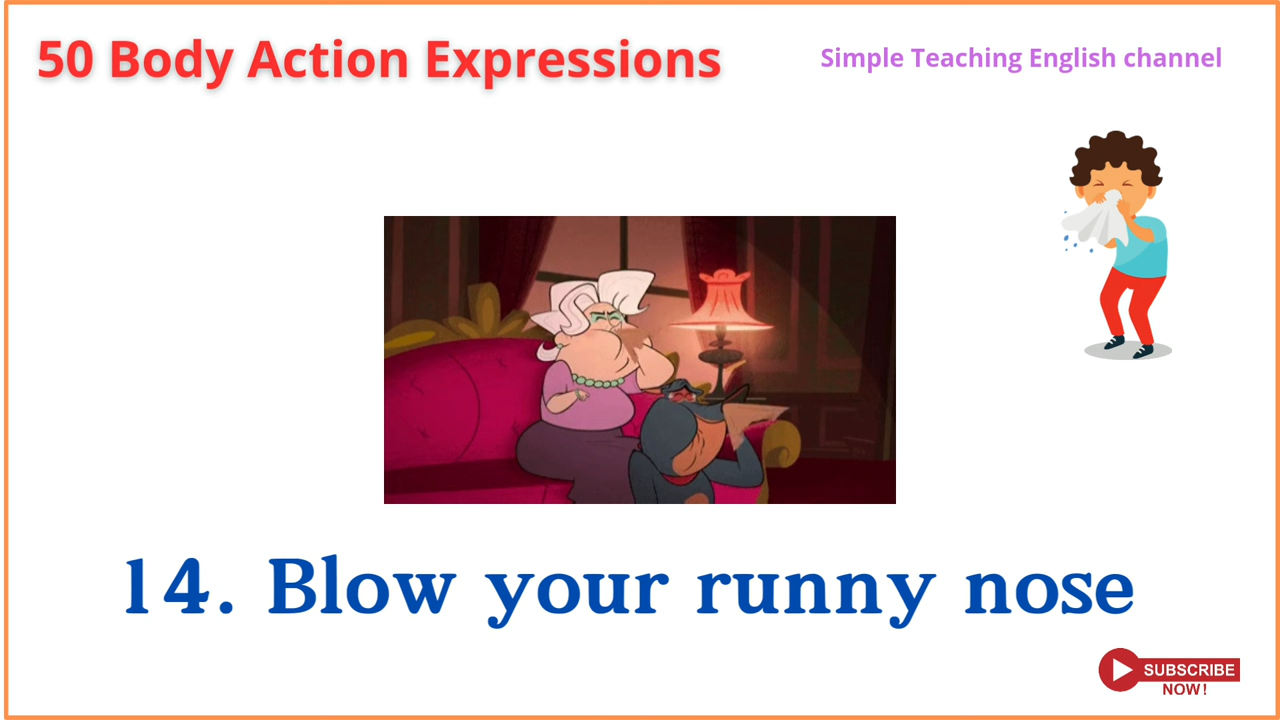 50 Body Action Expressions
Simple Teaching English channel
14. Blow your runny nose
SUBSCRIBE
NOW!